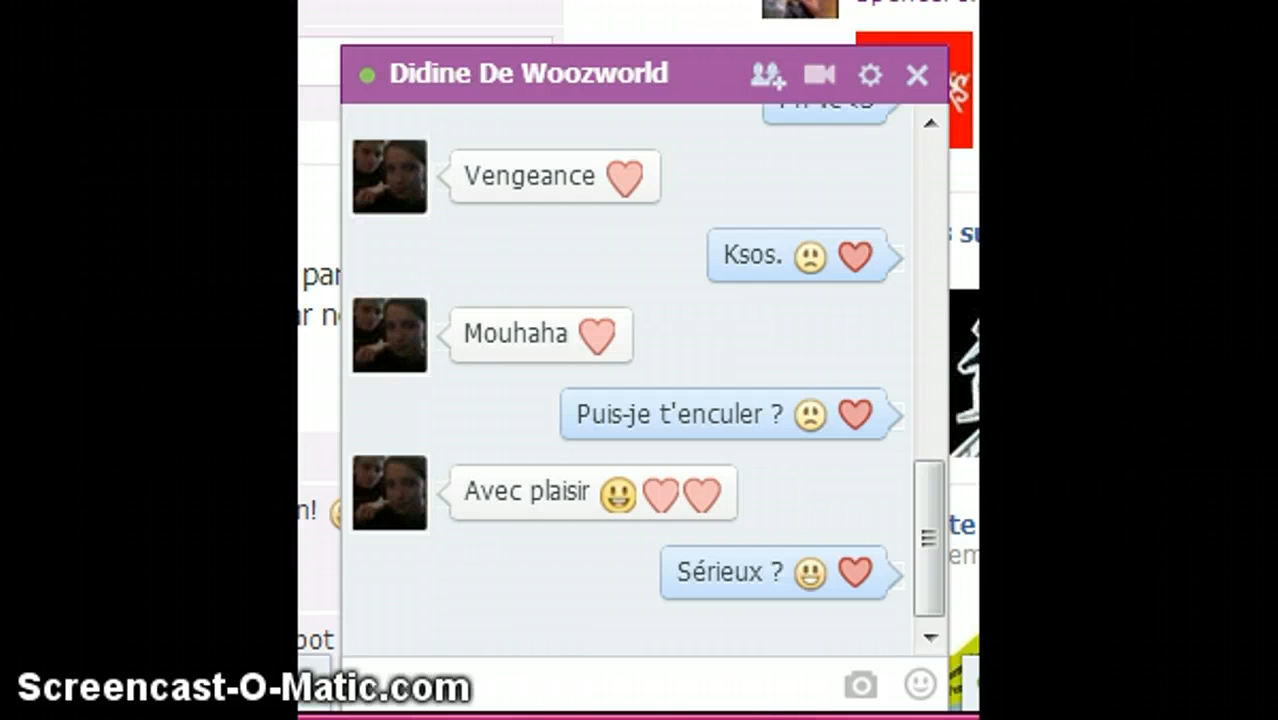 Didine De Woozworld
Vengeance
Ksos.
Mouhaha
Puis-je t'enculer ?
Avec plaisir
Sérieux ?
Screencast-O-Matic.com